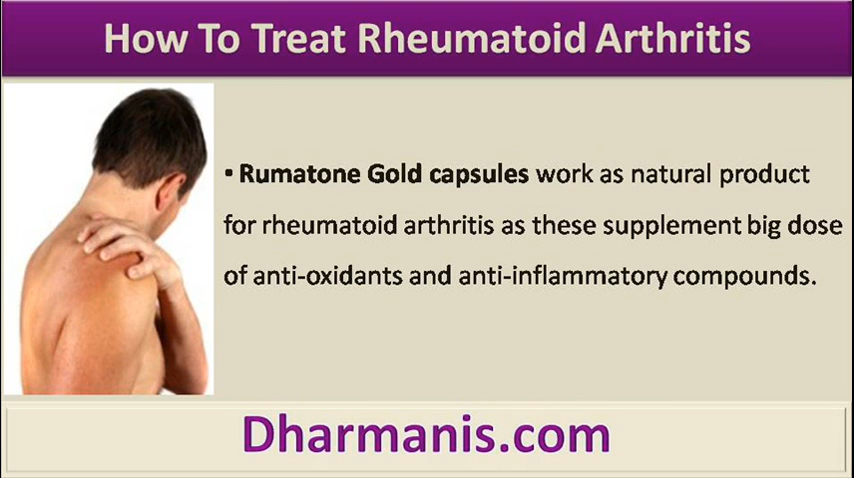 How To Treat Rheumatoid Arthritis
• Rumatone Gold capsules work as natural product
for rheumatoid arthritis as these supplement big dose
of anti-oxidants and anti-inflammatory compounds.
Dharmanis.com